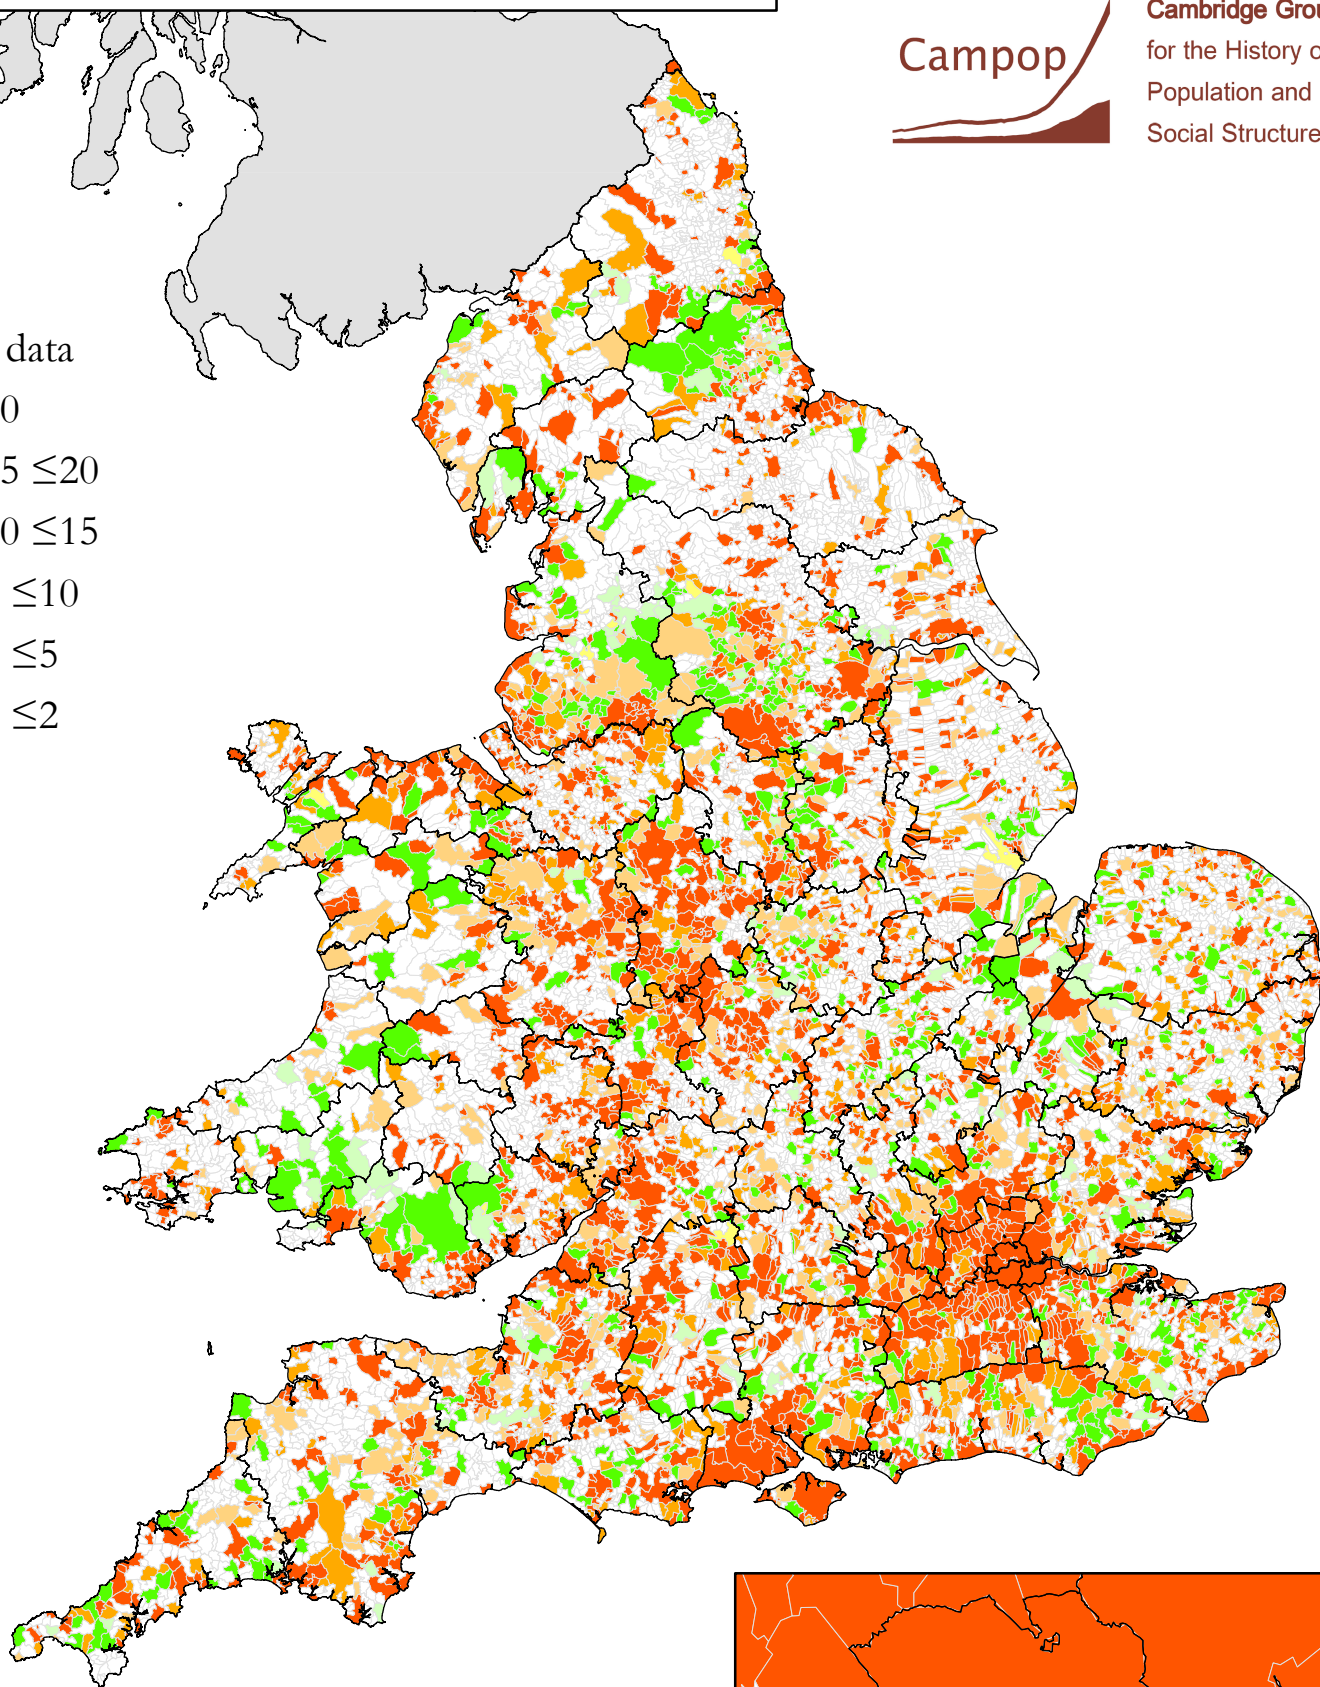 Campop
Cambridge Grou
for the History o
Population and
Social Structure
data
0
5 ≤20
0 ≤15
≤10
≤5
≤2